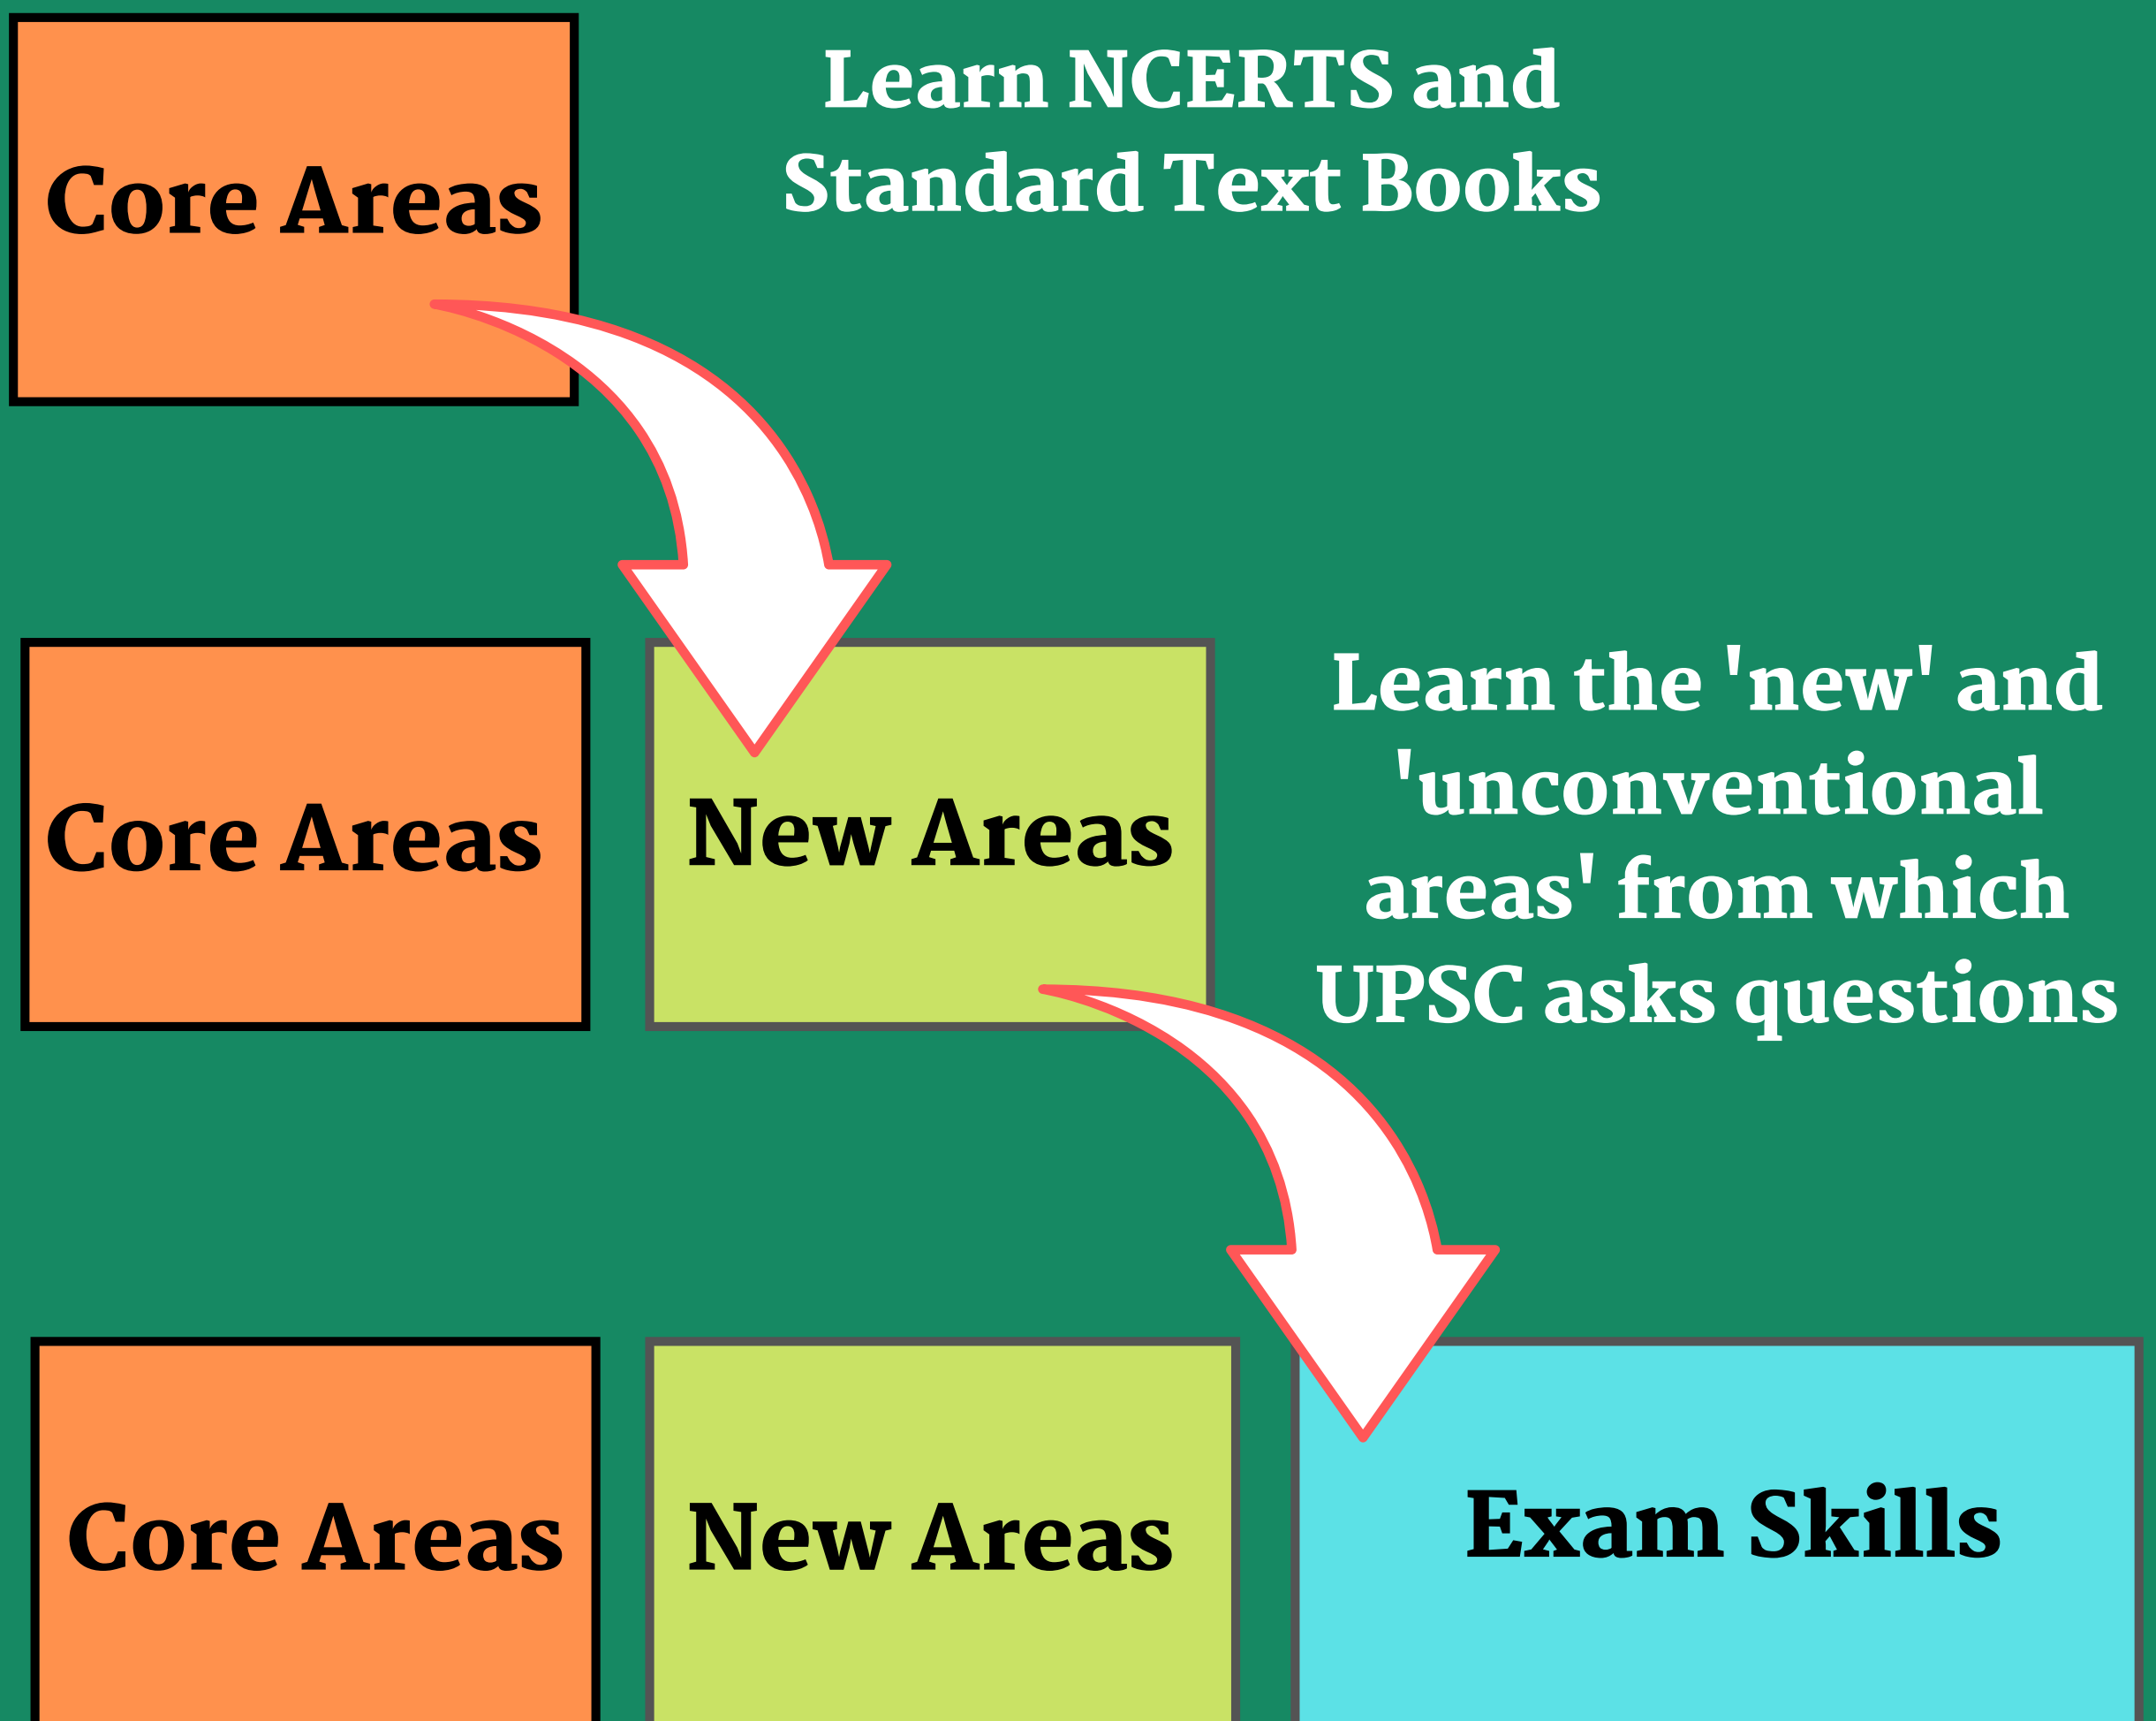 Learn NCERTS and
Standard Text Books
Core Areas
Learn the 'new' and
'unconventional
areas' from which
UPSC asks questions
Core Areas
New Areas
Core Areas
New Areas
Exam Skills